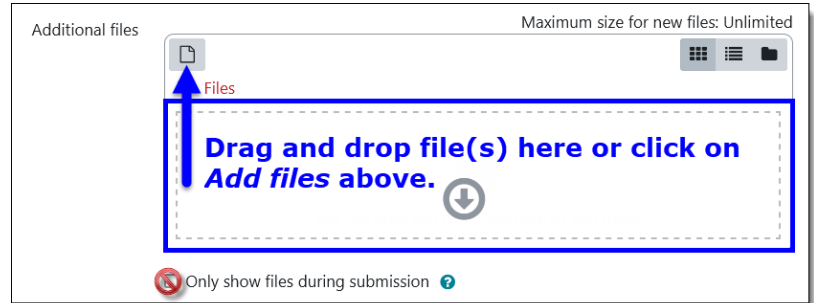 Maximum size for new files: Unlimited
Additional files
Files
Drag and drop file(s) here or click on
Add files above.
Only show files during submission ?